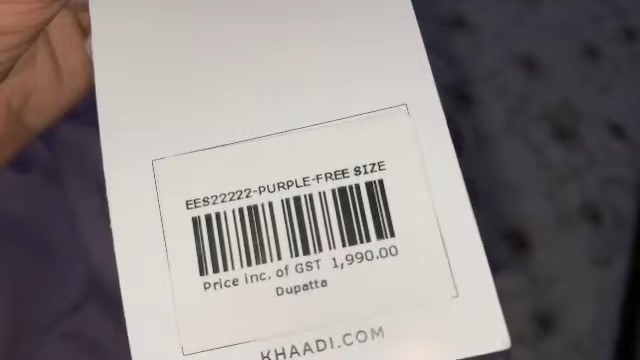 EES22222-PURPLE-FREE SIZE
Price inc. of GST 1,990.00
Dupatta
KHAADI.COM